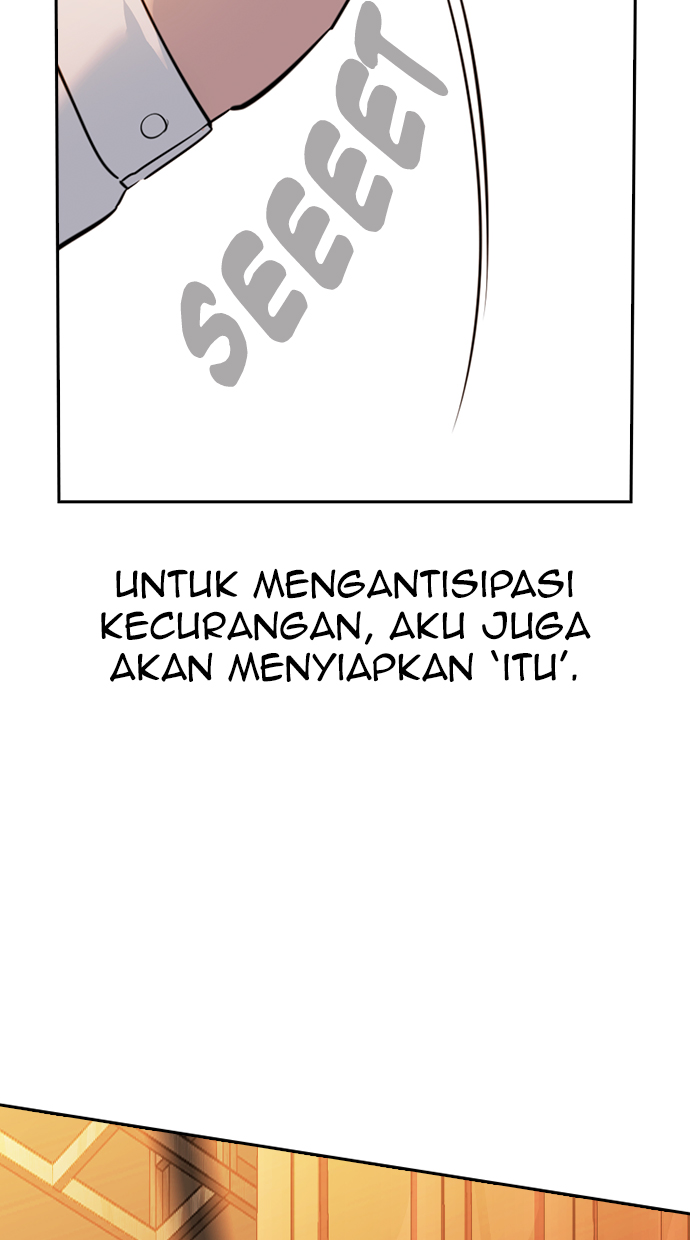 SEEEET
UNTUK MENGANTISIPASI
KECURANGAN, AKU JUGA
AKAN MENYIAPKAN ‘ITU’.